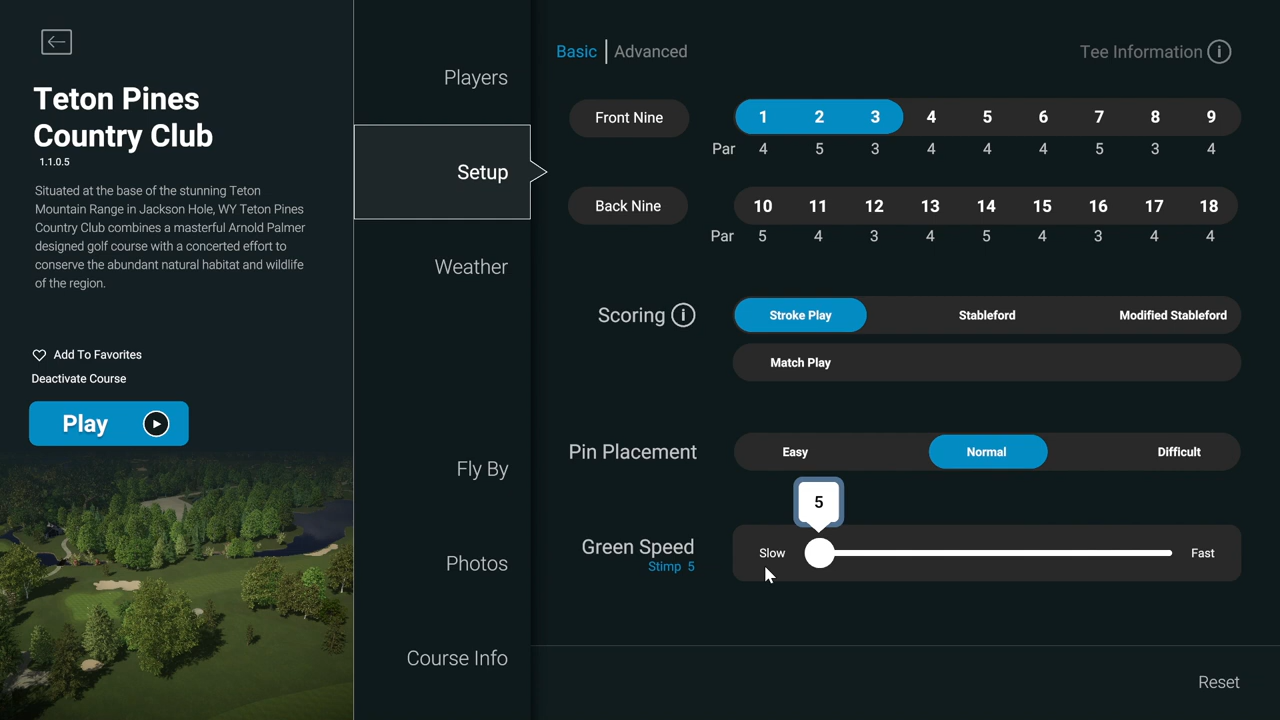 Teton Pines
Country Club
1.1.0.5
Situated at the base of the stunning Teton
Mountain Range in Jackson Hole, WY Teton Pines
Country Club combines a masterful Arnold Palmer
designed golf course with a concerted effort to
conserve the abundant natural habitat and wildlife
of the region.
Add To Favorites
Deactivate Course
Play
Players
Setup
Weather
Fly By
Photos
Course Info
Basic | Advanced
Tee Information i
Front Nine 1 2 3 4 5 6 7 8 9
Par 4 5 3 4 4 4 5 3 4
Back Nine 10 11 12 13 14 15 16 17 18
Par 5 4 3 4 5 4 3 4 4
Scoring i Stroke Play Stableford Modified Stableford
Match Play
Pin Placement Easy Normal Difficult
5
Green Speed Slow Fast
Stimp 5
Reset